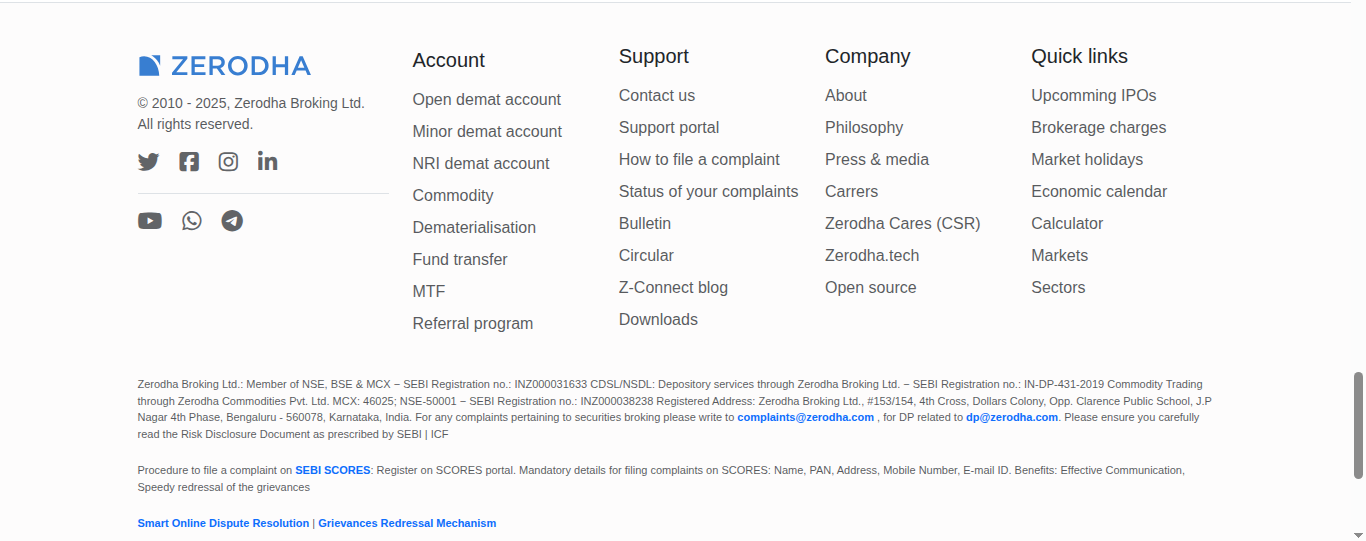 ZERODHA
© 2010 - 2025, Zerodha Broking Ltd.
All rights reserved.
Account
Open demat account
Minor demat account
NRI demat account
Commodity
Dematerialisation
Fund transfer
MTF
Referral program
Support
Contact us
Support portal
How to file a complaint
Status of your complaints
Bulletin
Circular
Z-Connect blog
Downloads
Company
About
Philosophy
Press & media
Carrers
Zerodha Cares (CSR)
Zerodha.tech
Open source
Quick links
Upcomming IPOs
Brokerage charges
Market holidays
Economic calendar
Calculator
Markets
Sectors
Zerodha Broking Ltd.: Member of NSE, BSE & MCX − SEBI Registration no.: INZ000031633 CDSL/NSDL: Depository services through Zerodha Broking Ltd. − SEBI Registration no.: IN-DP-431-2019 Commodity Trading
through Zerodha Commodities Pvt. Ltd. MCX: 46025; NSE-50001 − SEBI Registration no.: INZ000038238 Registered Address: Zerodha Broking Ltd., #153/154, 4th Cross, Dollars Colony, Opp. Clarence Public School, J.P
Nagar 4th Phase, Bengaluru - 560078, Karnataka, India. For any complaints pertaining to securities broking please write to complaints@zerodha.com , for DP related to dp@zerodha.com. Please ensure you carefully
read the Risk Disclosure Document as prescribed by SEBI | ICF
Procedure to file a complaint on SEBI SCORES: Register on SCORES portal. Mandatory details for filing complaints on SCORES: Name, PAN, Address, Mobile Number, E-mail ID. Benefits: Effective Communication,
Speedy redressal of the grievances
Smart Online Dispute Resolution | Grievances Redressal Mechanism